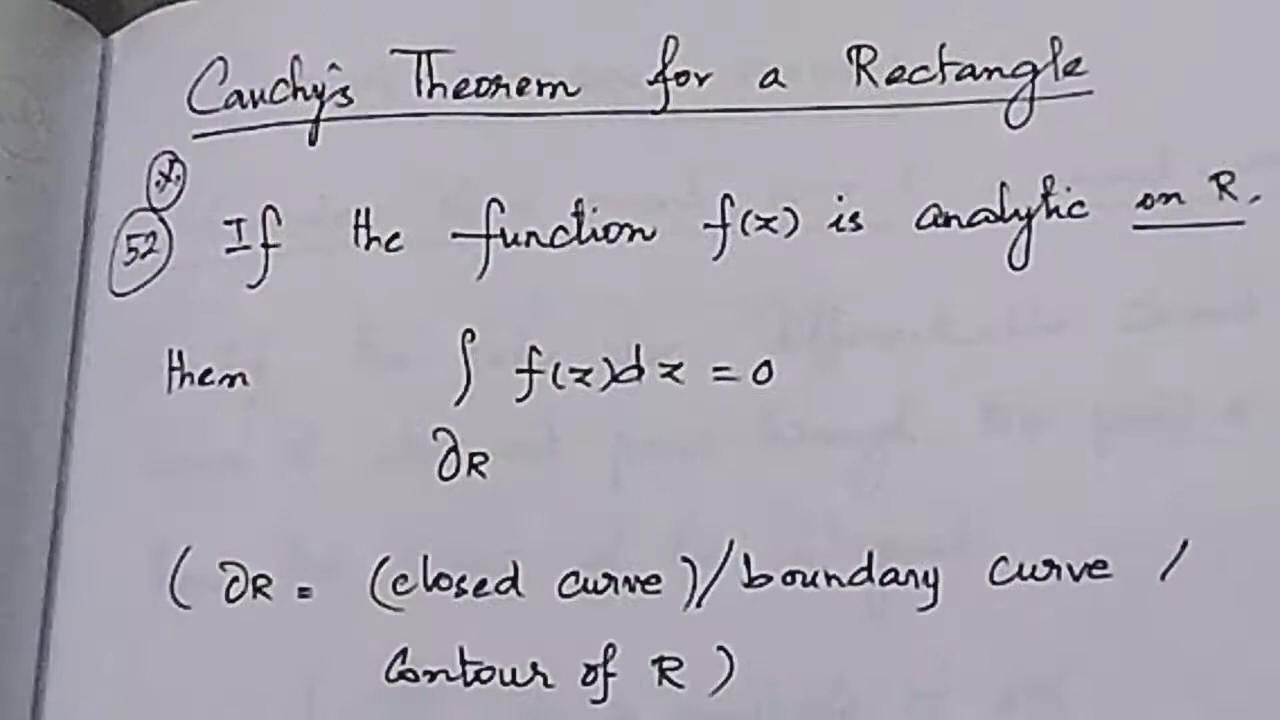 Cauchy's Theorem for a Rectangle
52 If the function f(z) is analytic on R.
then ∫ f(z)dz = 0
∂R
( ∂R = (closed curve)/boundary curve /
Contour of R )